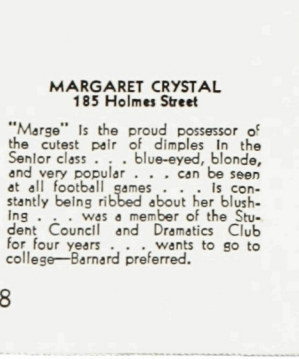 MARGARET CRYSTAL
185 Holmes Street
"Marge" is the proud possessor of
the cutest pair of dimples in the
Senior class . . . blue-eyed, blonde,
and very popular . . . can be seen
at all football games . . . is con-
stantly being ribbed about her blush-
ing . . . was a member of the Stu-
dent Council and Dramatics Club
for four years . . . wants to go to
college—Barnard preferred.
8